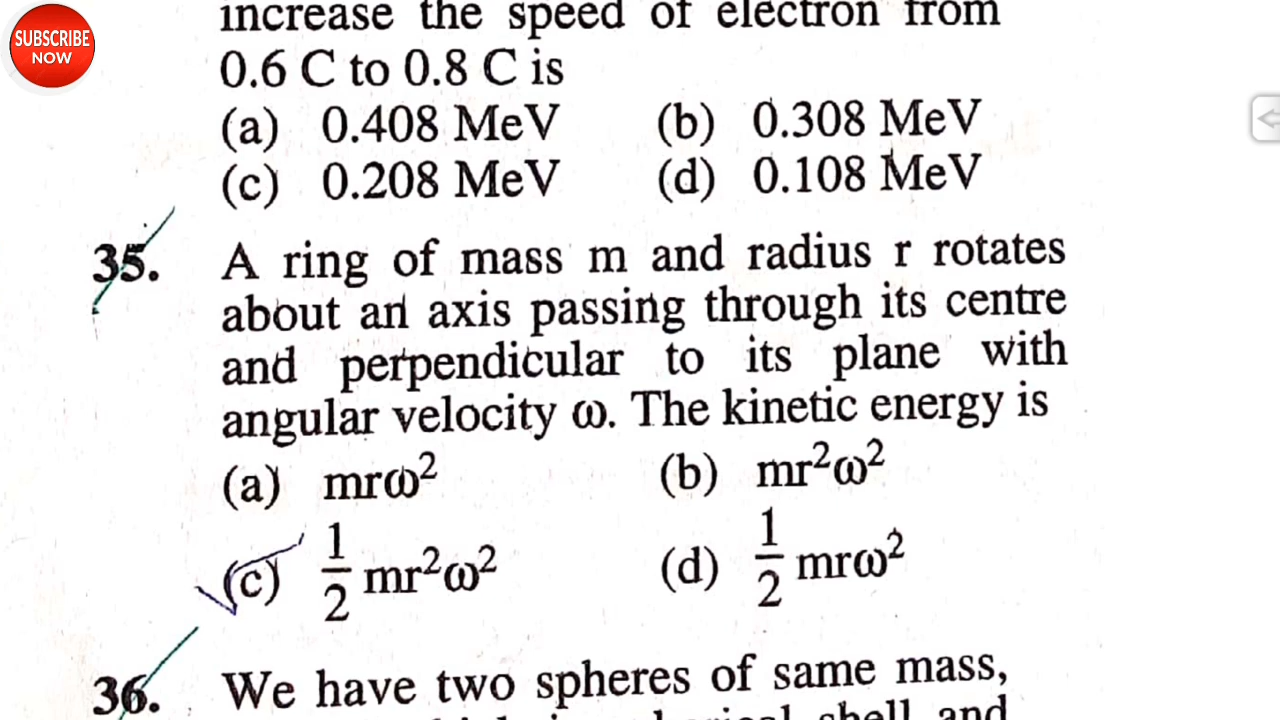 SUBSCRIBE
NOW
increase the speed of electron from
0.6 C to 0.8 C is
(a) 0.408 MeV (b) 0.308 MeV
(c) 0.208 MeV (d) 0.108 MeV
35. A ring of mass m and radius r rotates
about an axis passing through its centre
and perpendicular to its plane with
angular velocity ω. The kinetic energy is
(a) mrω² (b) mr²ω²
(c) 1/2 mr²ω² (d) 1/2 mrω²
36. We have two spheres of same mass,
shell and